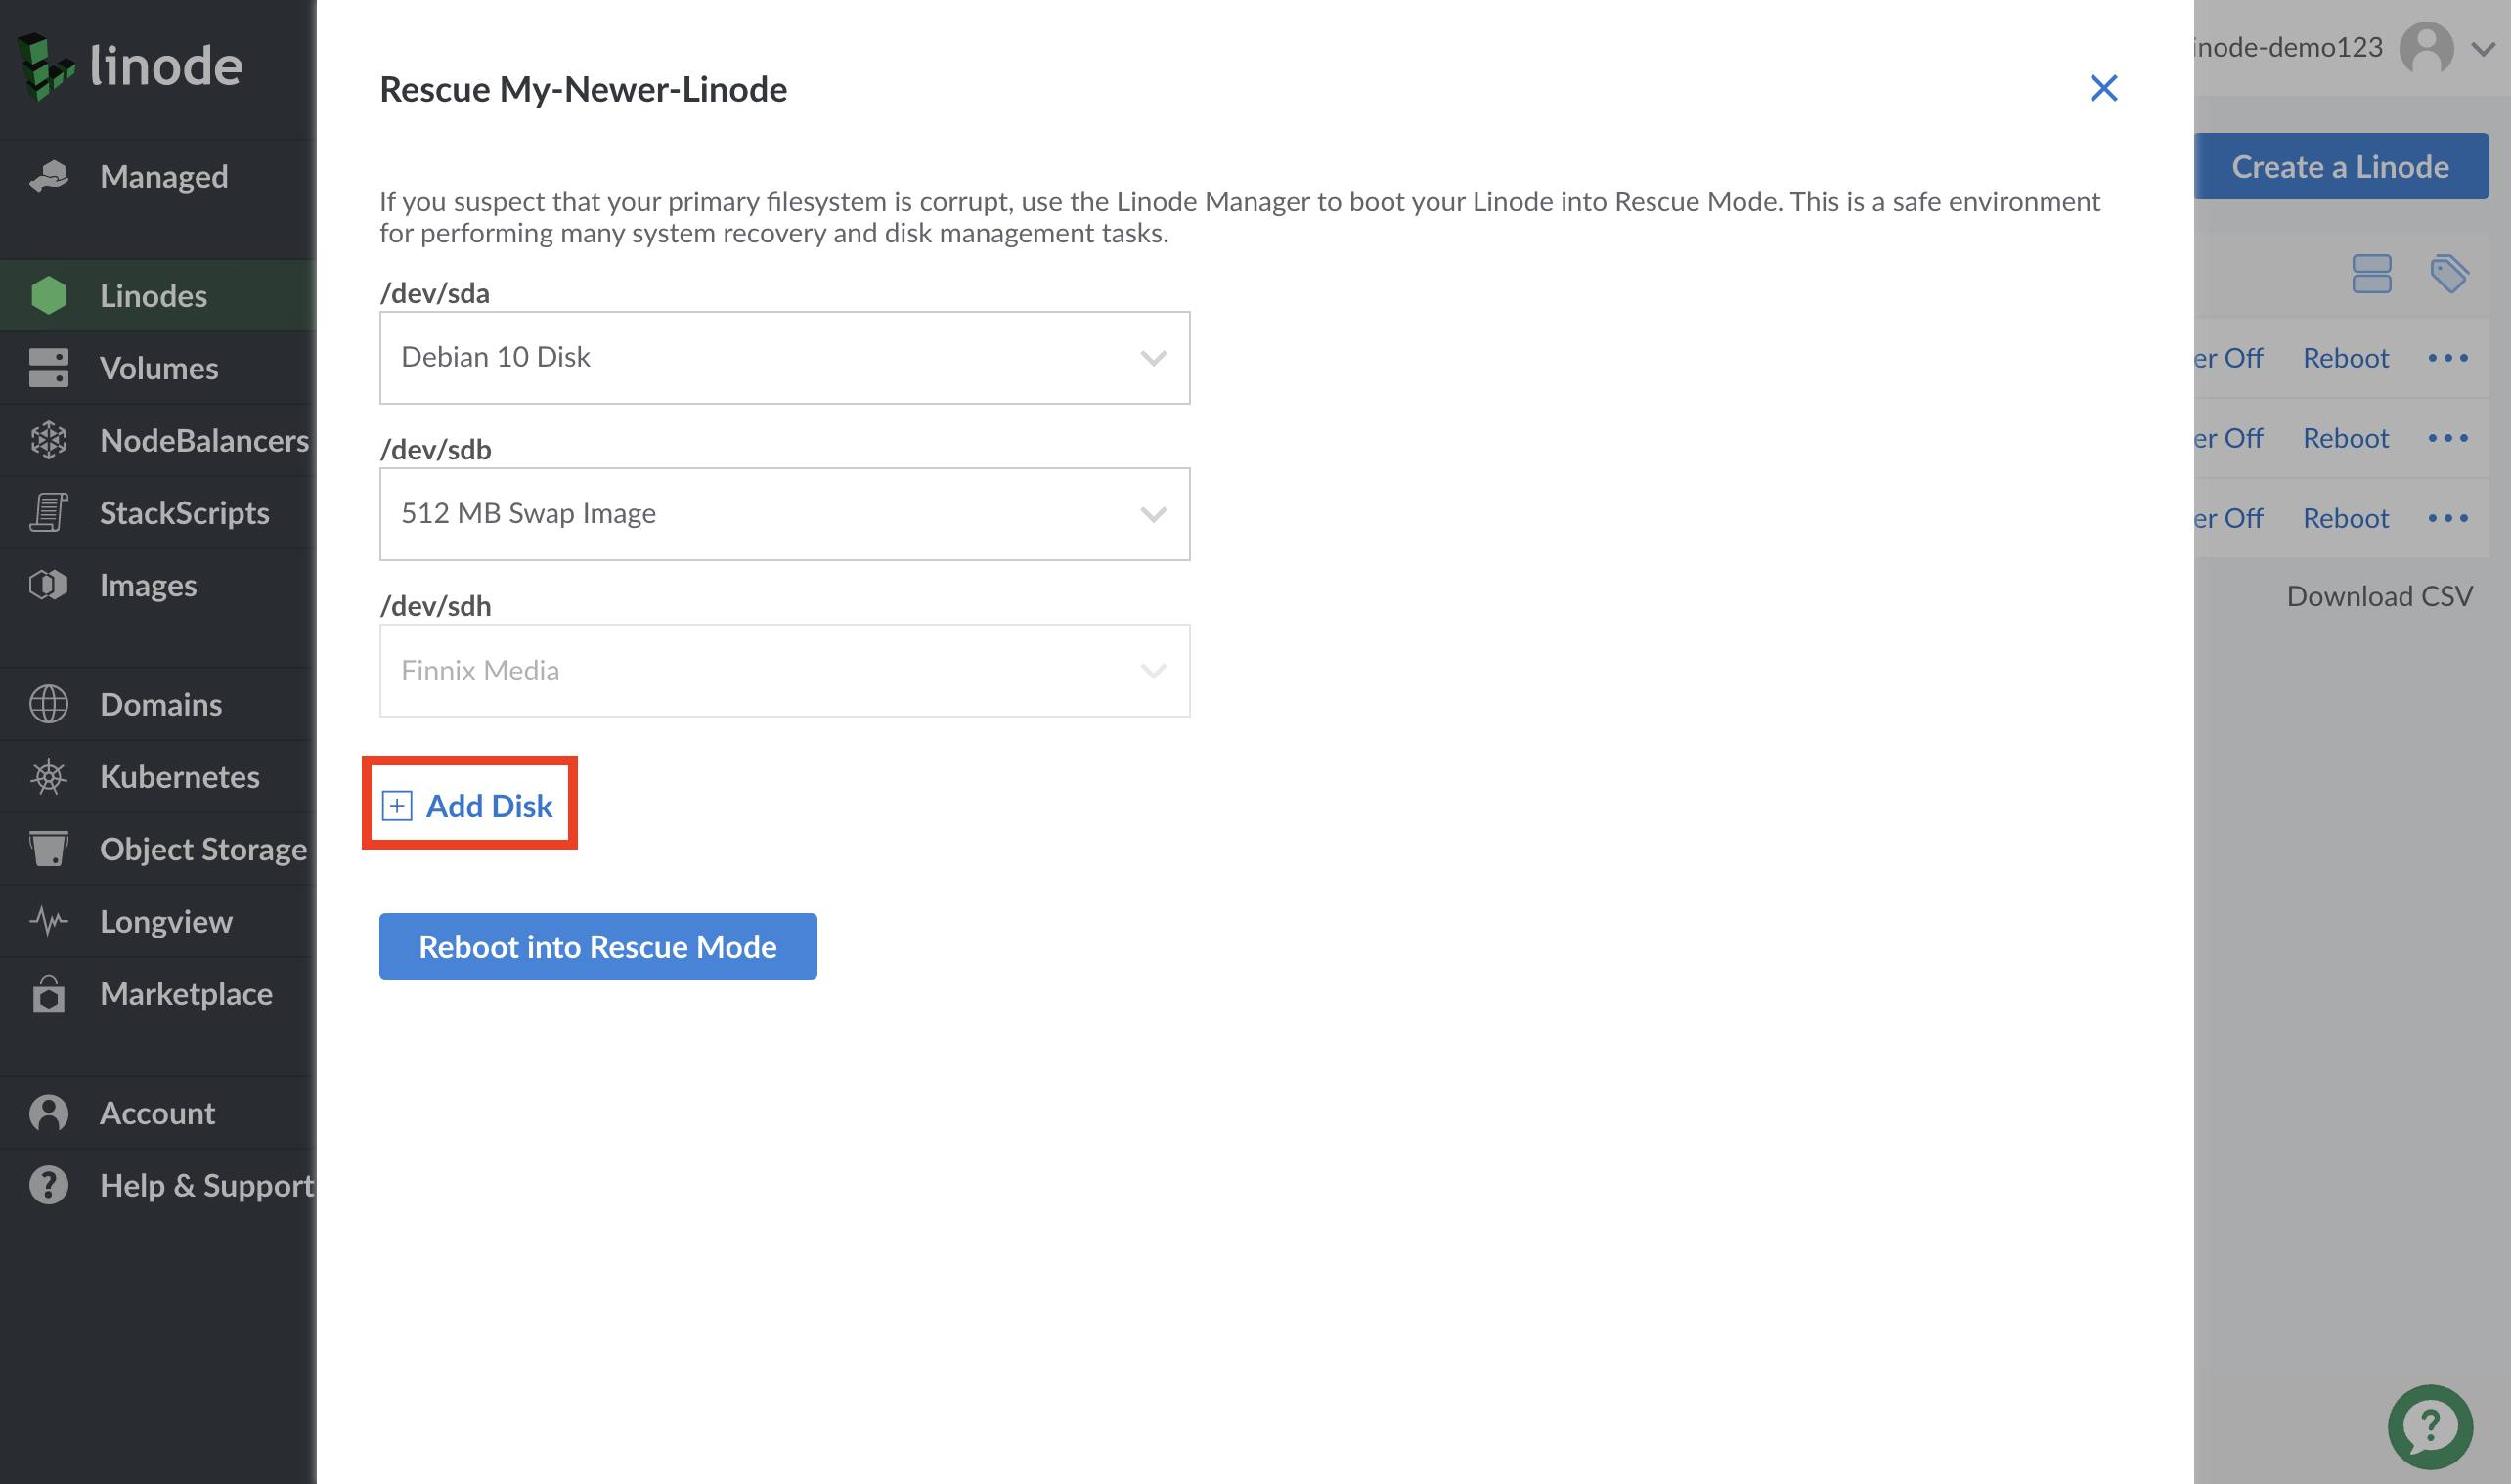 linode
Managed
Linodes
Volumes
NodeBalancers
StackScripts
Images
Domains
Kubernetes
Object Storage
Longview
Marketplace
Account
Help & Support
Rescue My-Newer-Linode
If you suspect that your primary filesystem is corrupt, use the Linode Manager to boot your Linode into Rescue Mode. This is a safe environment
for performing many system recovery and disk management tasks.
/dev/sda
Debian 10 Disk
/dev/sdb
512 MB Swap Image
/dev/sdh
Finnix Media
Add Disk
Reboot into Rescue Mode
inode-demo123
Create a Linode
er Off Reboot
er Off Reboot
er Off Reboot
Download CSV